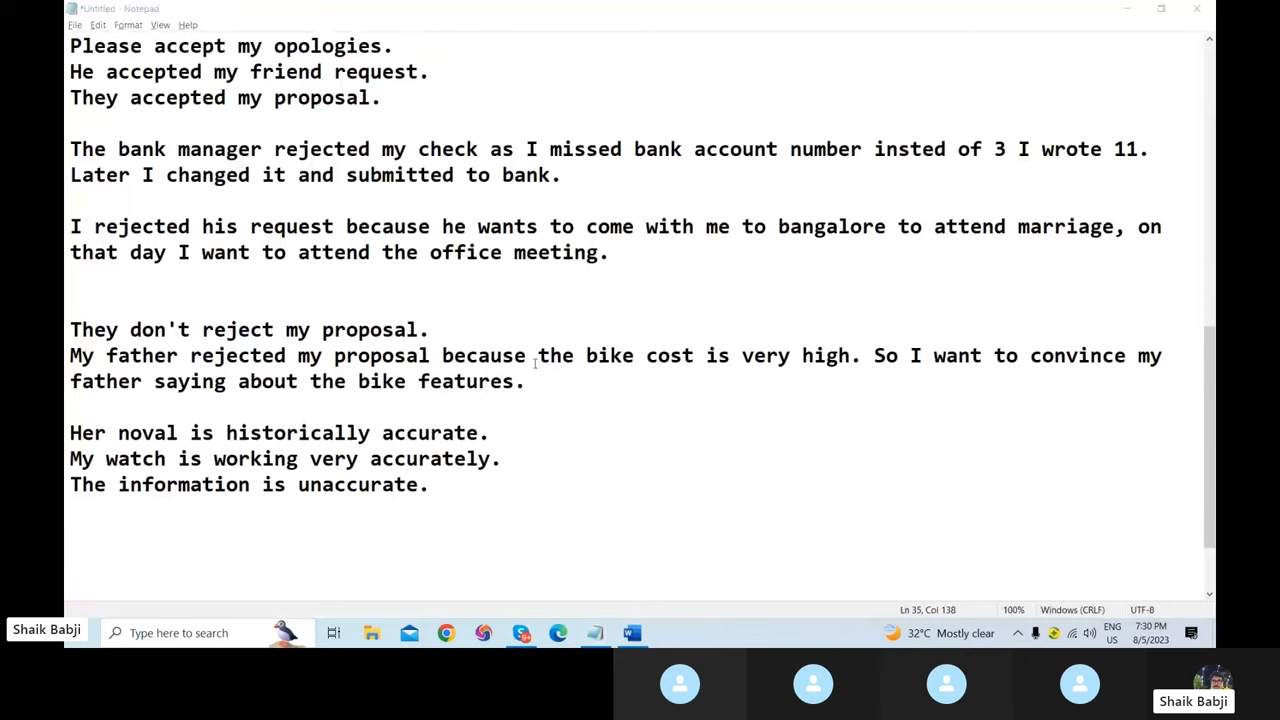 *Untitled - Notepad
File Edit Format View Help
Please accept my opologies.
He accepted my friend request.
They accepted my proposal.
The bank manager rejected my check as I missed bank account number insted of 3 I wrote 11.
Later I changed it and submitted to bank.
I rejected his request because he wants to come with me to bangalore to attend marriage, on
that day I want to attend the office meeting.
They don't reject my proposal.
My father rejected my proposal because the bike cost is very high. So I want to convince my
father saying about the bike features.
Her noval is historically accurate.
My watch is working very accurately.
The information is unaccurate.
Ln 35, Col 138 100% Windows (CRLF) UTF-8
Shaik Babji
Type here to search
32°C Mostly clear
ENG
US
7:30 PM
8/5/2023
Shaik Babji